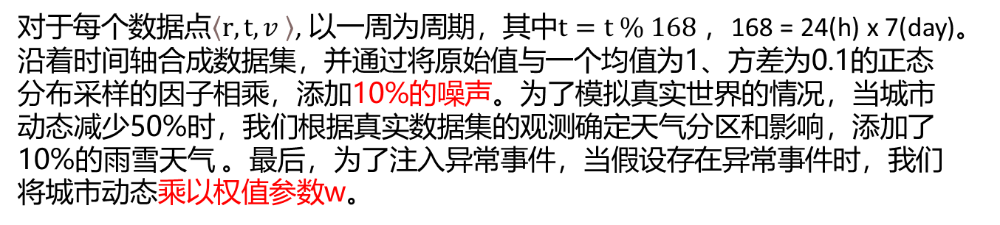 对于每个数据点⟨r, t, v ⟩, 以一周为周期，其中t = t % 168 ，168 = 24(h) x 7(day)。
沿着时间轴合成数据集，并通过将原始值与一个均值为1、方差为0.1的正态
分布采样的因子相乘，添加10%的噪声。为了模拟真实世界的情况，当城市
动态减少50%时，我们根据真实数据集的观测确定天气分区和影响，添加了
10%的雨雪天气 。最后，为了注入异常事件，当假设存在异常事件时，我们
将城市动态乘以权值参数w。